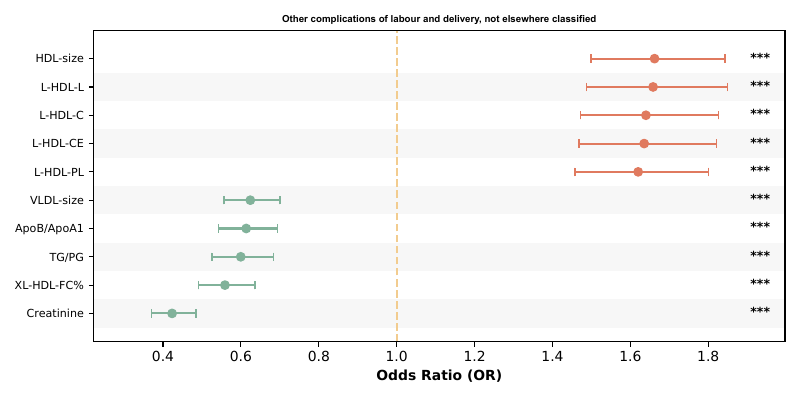 Other complications of labour and delivery, not elsewhere classified
HDL-size ***
L-HDL-L ***
L-HDL-C ***
L-HDL-CE ***
L-HDL-PL ***
VLDL-size ***
ApoB/ApoA1 ***
TG/PG ***
XL-HDL-FC% ***
Creatinine ***
0.4 0.6 0.8 1.0 1.2 1.4 1.6 1.8
Odds Ratio (OR)